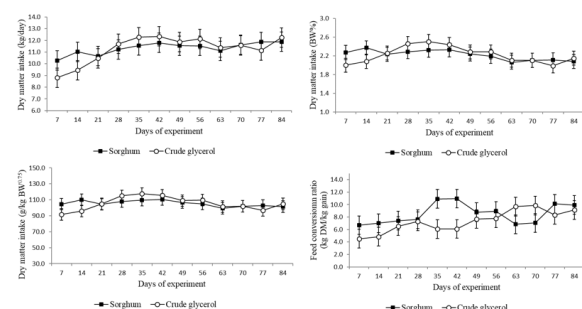 14.0
13.0
12.0
11.0
10.0
9.0
8.0
7.0
6.0
Dry matter intake (kg/day)
7 14 21 28 35 42 49 56 63 70 77 84
Days of experiment
Sorghum Crude glycerol
3.0
2.6
2.2
1.8
1.4
1.0
Dry matter intake (BW%)
7 14 21 28 35 42 49 56 63 70 77 84
Days of experiment
Sorghum Crude glycerol
150.0
130.0
110.0
90.0
70.0
50.0
30.0
Dry matter intake (g/kg BW0.75)
7 14 21 28 35 42 49 56 63 70 77 84
Days of experiment
Sorghum Crude glycerol
14.0
12.0
10.0
8.0
6.0
4.0
2.0
0.0
Feed conversionm ratio
(kg DM/kg gain)
7 14 21 28 35 42 49 56 63 70 77 84
Days of experiment
Sorghum Crude glycerol